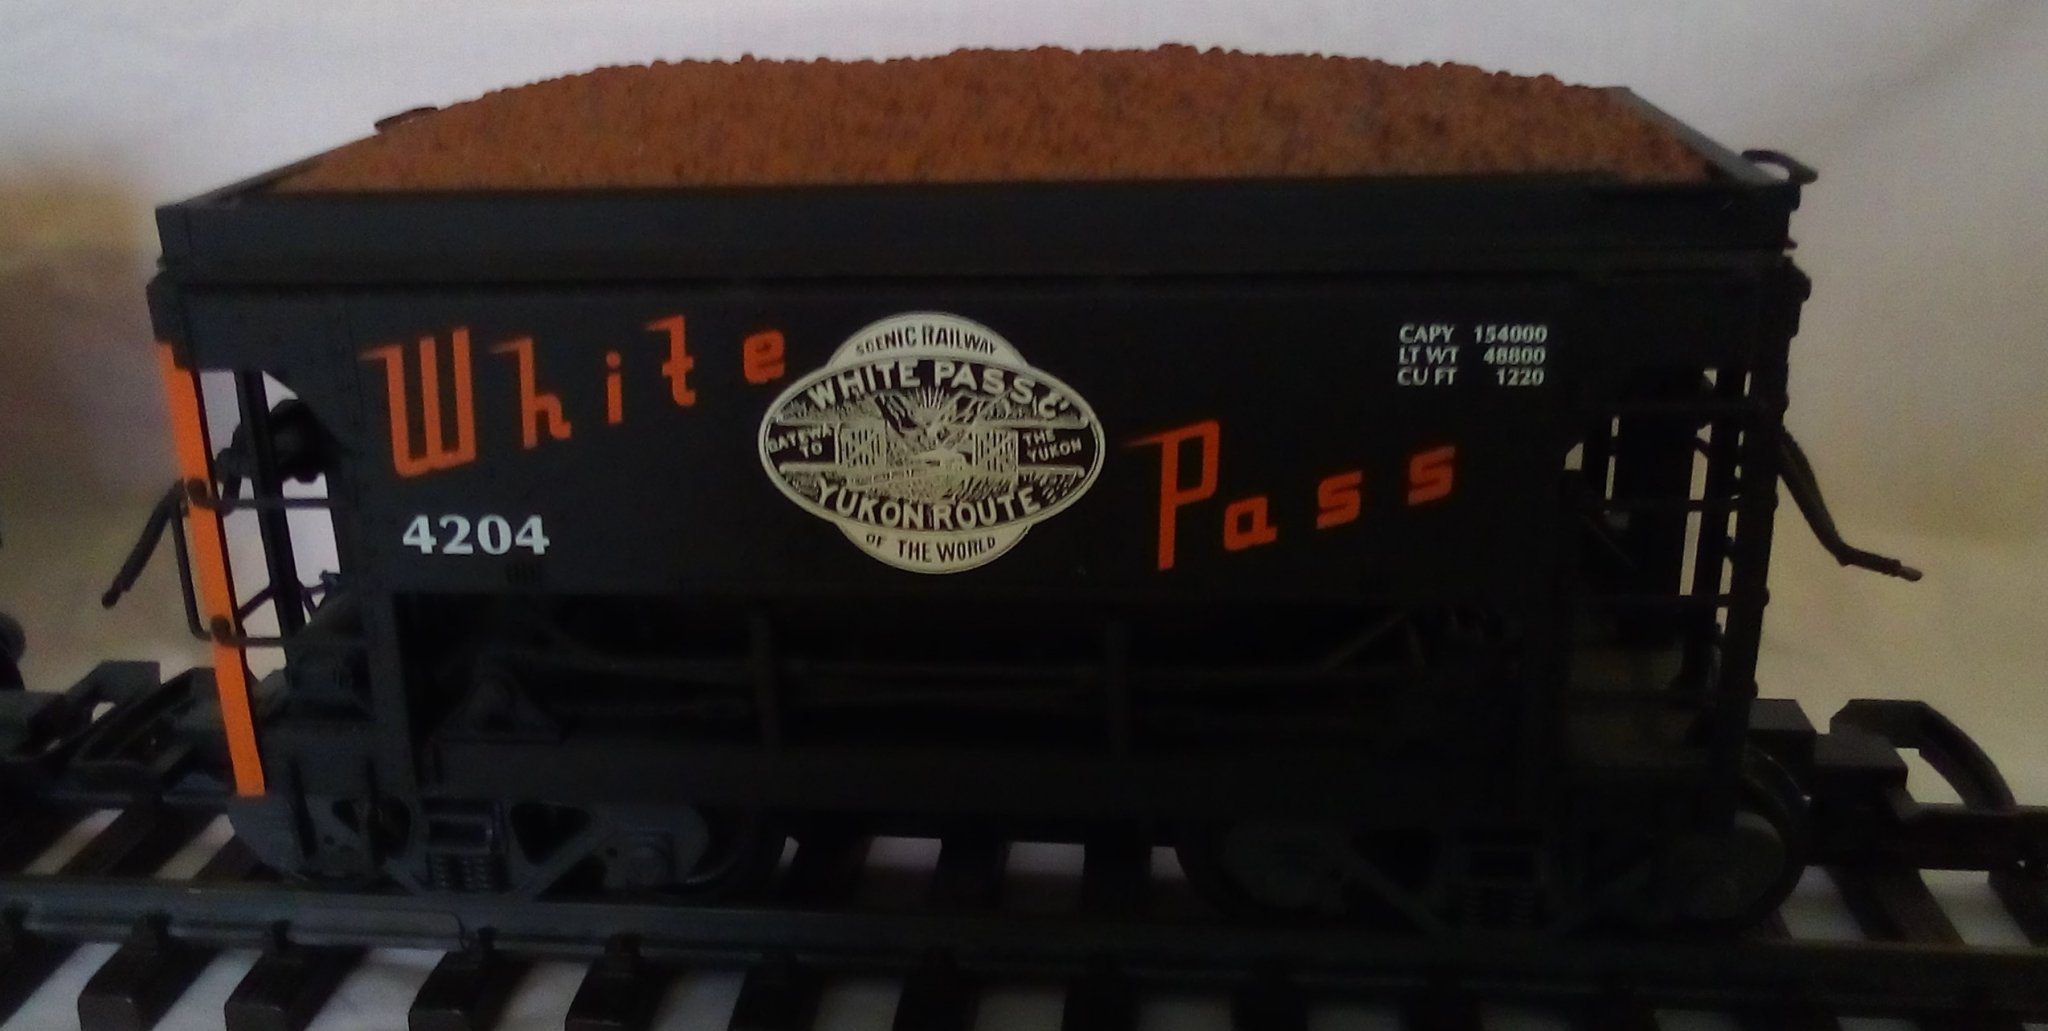 White
Pass
SCENIC RAILWAY
WHITE PASS &
GATEWAY
TO
THE
YUKON
YUKON ROUTE
OF THE WORLD
CAPY 154000
LT WT 48800
CU FT 1220
4204